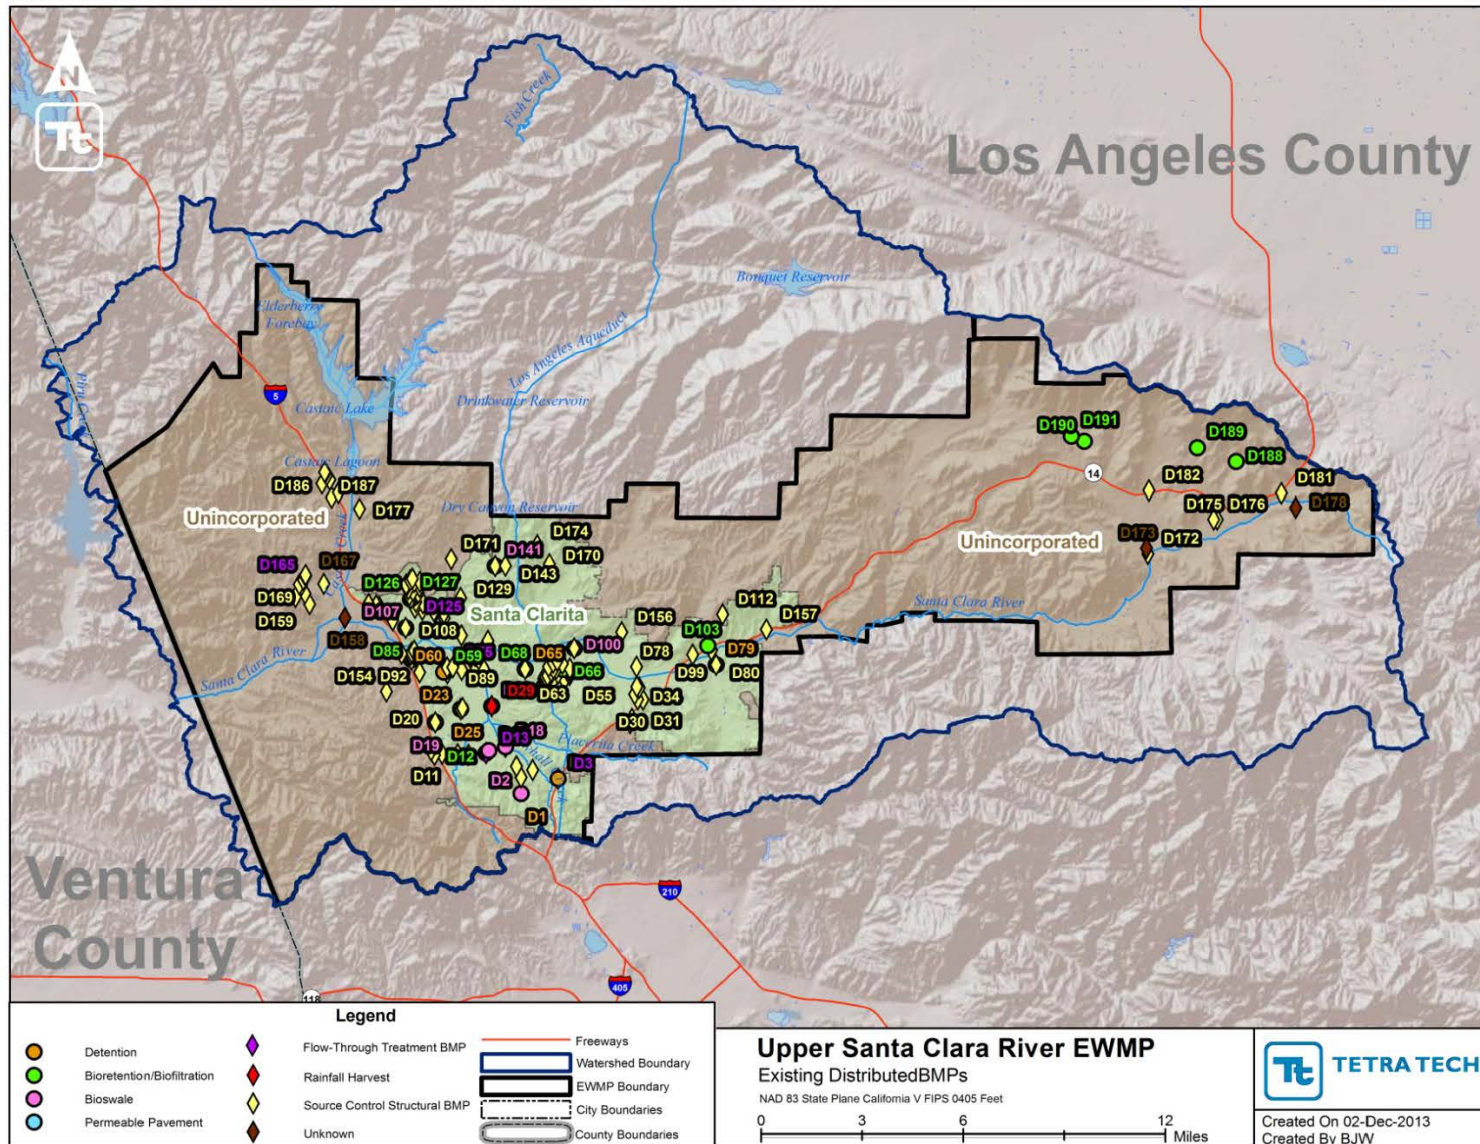 N
Tt
Los Angeles County
Fish Creek
Los Angeles Aqueduct
Bouquet Reservoir
Elderberry
Forebay
5
Castaic Lake
Drinkwater Reservoir
D190
D191
D189
D188
14
Castaic Lagoon
D186
D187
D177
Unincorporated
Dry Canyon Reservoir
D182
D181
D175
D176
D178
Unincorporated
D173
D172
D171
D141
D174
D170
D143
D129
D165
D167
D126
D127
D169
D107
D125
D159
D108
Santa Clarita
D158
D156
D112
D157
D103
D100
Santa Clara River
D85
D60
D59
D68
D65
D78
D79
D66
D99
D80
Santa Clara River
D154
D92
D89
D63
D55
D34
D23
D29
D30
D31
D20
D25
D13
D19
D12
Placerita Creek
D11
D2
D3
D1
Ventura
County
210
405
118
Legend
Detention
Bioretention/Biofiltration
Bioswale
Permeable Pavement
Flow-Through Treatment BMP
Rainfall Harvest
Source Control Structural BMP
Unknown
Freeways
Watershed Boundary
EWMP Boundary
City Boundaries
County Boundaries
Upper Santa Clara River EWMP
Existing DistributedBMPs
NAD 83 State Plane California V FIPS 0405 Feet
0 3 6 12
Miles
Tt TETRA TECH
Created On 02-Dec-2013
Created By BJW